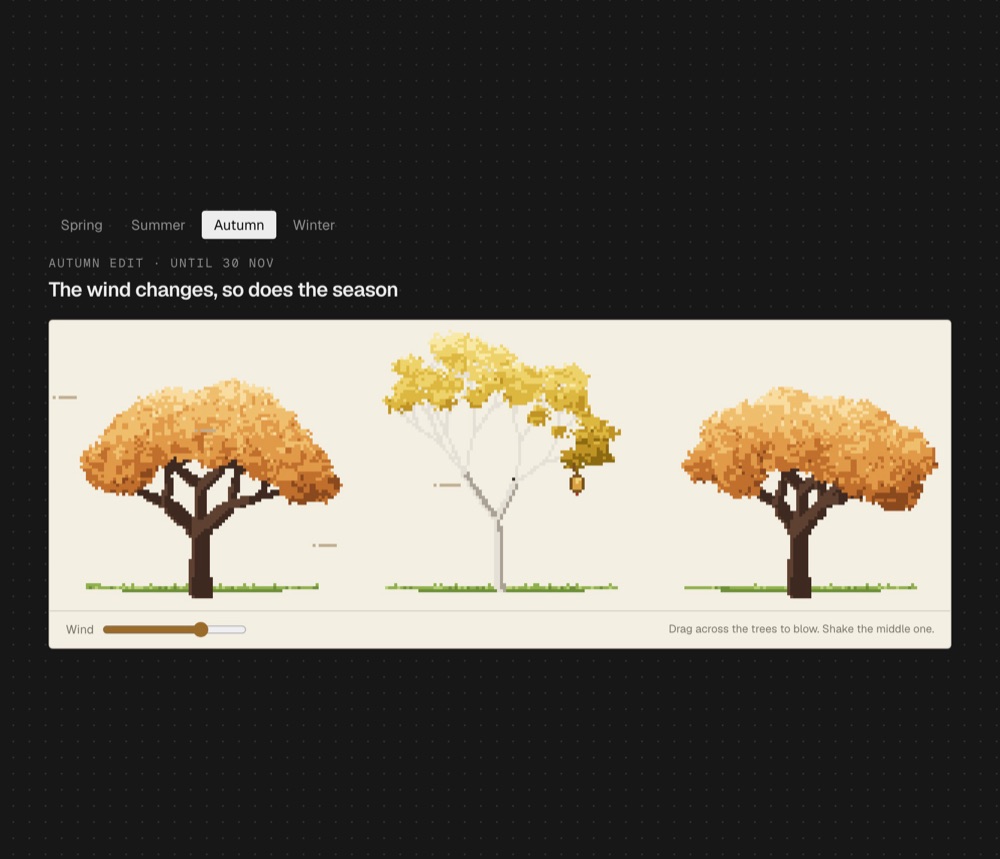 Spring Summer Autumn Winter
AUTUMN EDIT · UNTIL 30 NOV
The wind changes, so does the season
Wind
Drag across the trees to blow. Shake the middle one.